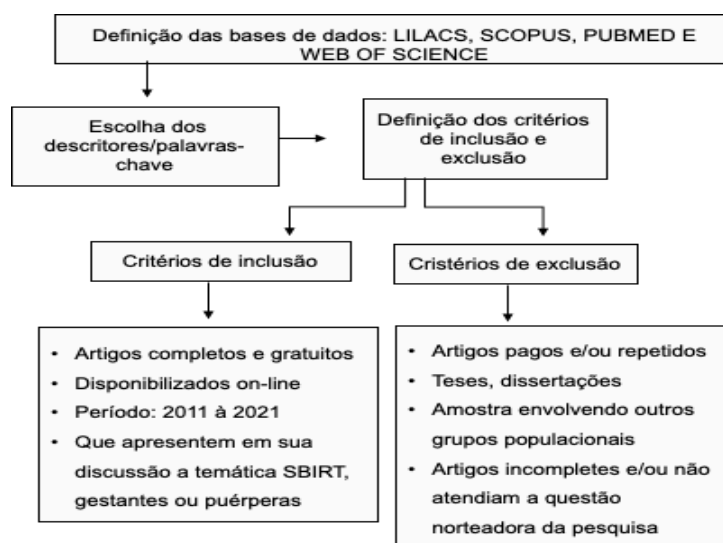 Definição das bases de dados: LILACS, SCOPUS, PUBMED E
WEB OF SCIENCE
Escolha dos
descritores/palavras-
chave
Definição dos critérios
de inclusão e
exclusão
Critérios de inclusão
Cristérios de exclusão
• Artigos completos e gratuitos
• Disponibilizados on-line
• Período: 2011 à 2021
• Que apresentem em sua
discussão a temática SBIRT,
gestantes ou puérperas
• Artigos pagos e/ou repetidos
• Teses, dissertações
• Amostra envolvendo outros
grupos populacionais
• Artigos incompletos e/ou não
atendiam a questão
norteadora da pesquisa